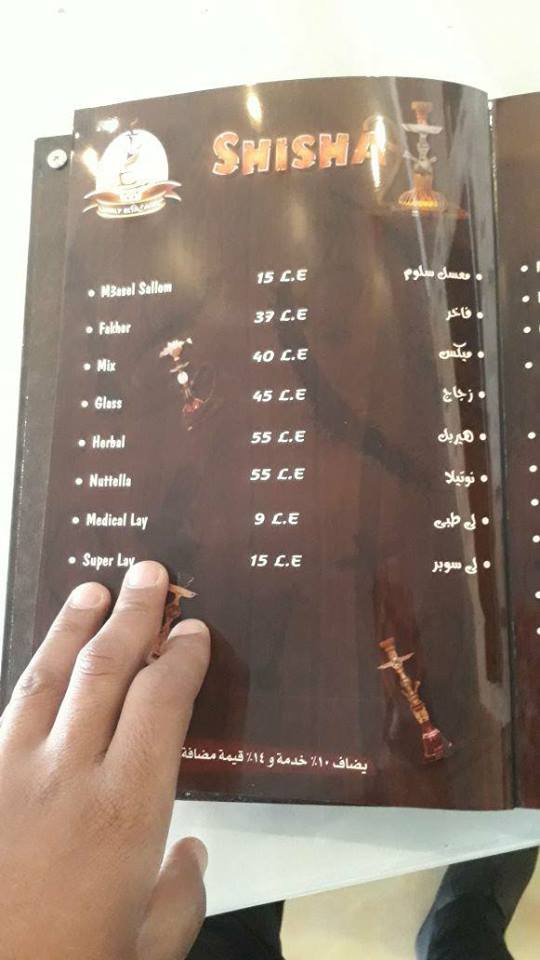 SHISHA
M3asel Sallom 15 L.E معسل سلوم
Fakher 37 L.E فاخر
Mix 40 L.E ميكس
Glass 45 L.E زجاج
Herbal 55 L.E هيربل
Nuttella 55 L.E نوتيلا
Medical Lay 9 L.E لى طبى
Super Lay 15 L.E لى سوبر
يضاف ١٠٪ خدمة و ١٤٪ قيمة مضافة